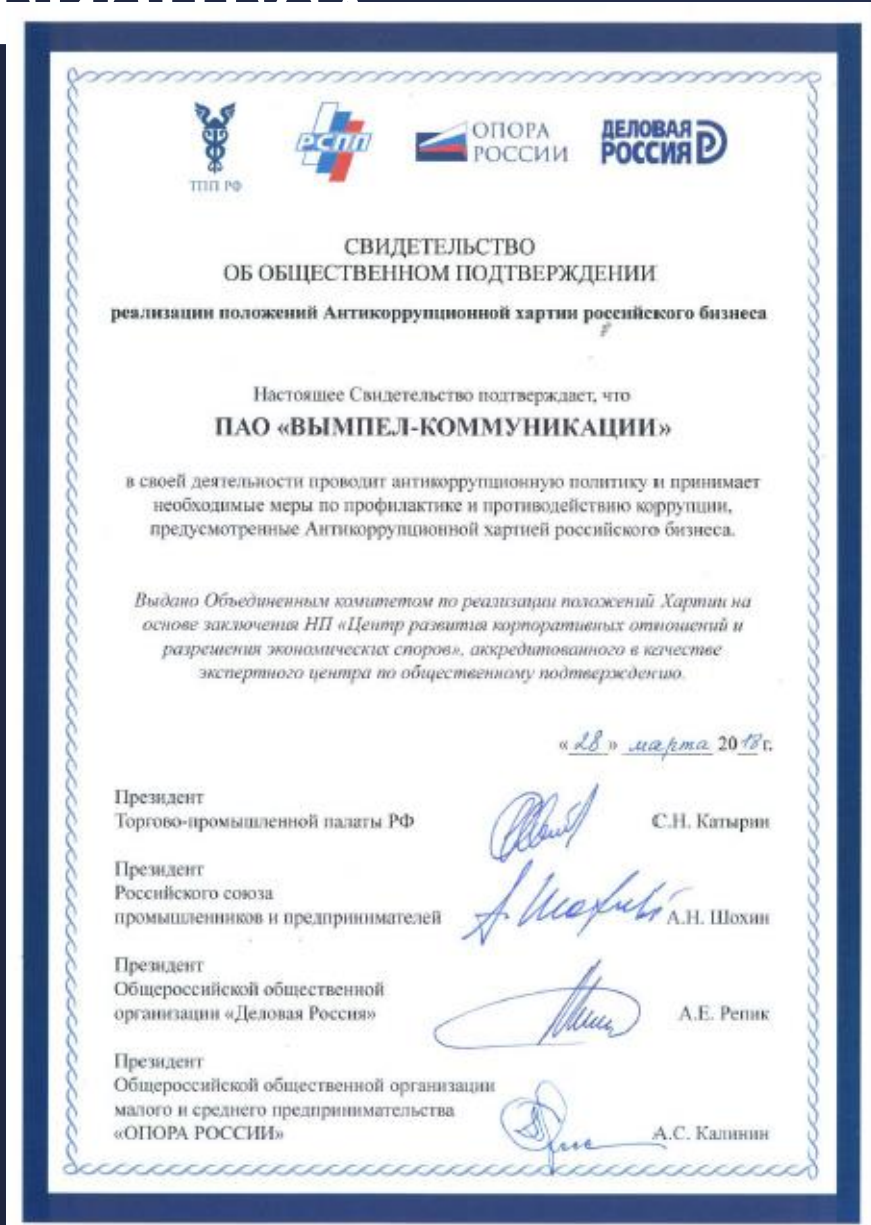 ТПП РФ
РСПП
ОПОРА
РОССИИ
ДЕЛОВАЯ
РОССИЯ
СВИДЕТЕЛЬСТВО
ОБ ОБЩЕСТВЕННОМ ПОДТВЕРЖДЕНИИ
реализации положений Антикоррупционной хартии российского бизнеса
Настоящее Свидетельство подтверждает, что
ПАО «ВЫМПЕЛ-КОММУНИКАЦИИ»
в своей деятельности проводит антикоррупционную политику и принимает
необходимые меры по профилактике и противодействию коррупции,
предусмотренные Антикоррупционной хартией российского бизнеса.
Выдано Объединенным комитетом по реализации положений Хартии на
основе заключения НП «Центр развития корпоративных отношений и
разрешения экономических споров», аккредитованного в качестве
экспертного центра по общественному подтверждению.
«28» марта 2018 г.
Президент
Торгово-промышленной палаты РФ С.Н. Катырин
Президент
Российского союза
промышленников и предпринимателей А.Н. Шохин
Президент
Общероссийской общественной
организации «Деловая Россия» А.Е. Репик
Президент
Общероссийской общественной организации
малого и среднего предпринимательства
«ОПОРА РОССИИ» А.С. Калинин